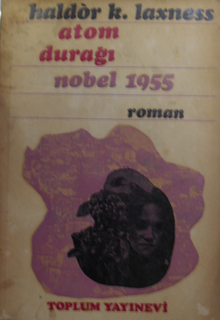 haldòr k. laxness
atom
durağı
nobel 1955
roman
TOPLUM YAYINEVİ